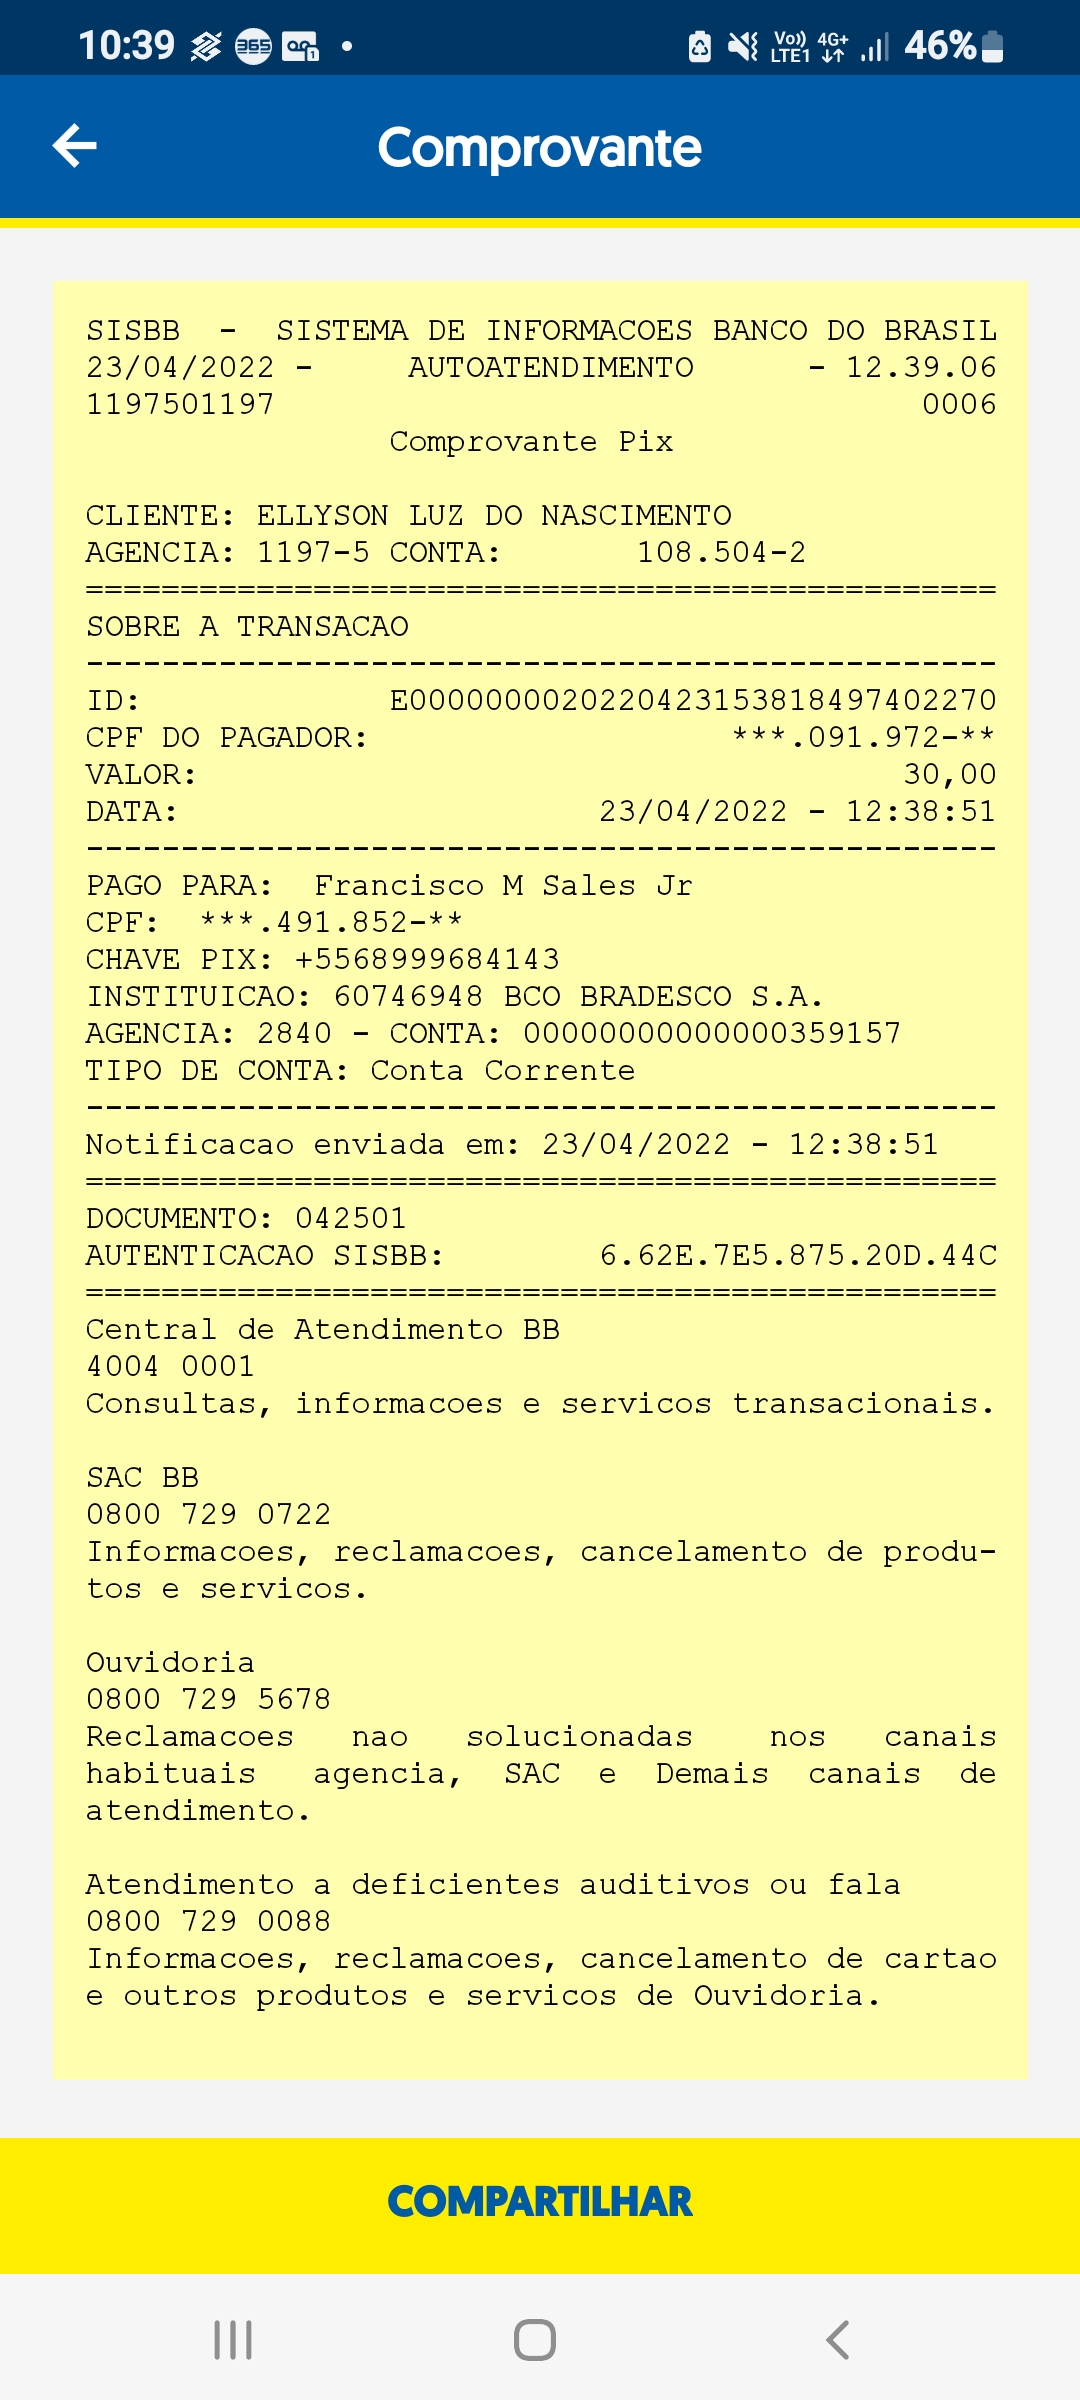 10:39 365 1 Vo)) LTE1 4G+ 46%
Comprovante
SISBB - SISTEMA DE INFORMACOES BANCO DO BRASIL
23/04/2022 - AUTOATENDIMENTO - 12.39.06
1197501197 0006
Comprovante Pix
CLIENTE: ELLYSON LUZ DO NASCIMENTO
AGENCIA: 1197-5 CONTA: 108.504-2
================================================
SOBRE A TRANSACAO
------------------------------------------------
ID: E0000000020220423153818497402270
CPF DO PAGADOR: ***.091.972-**
VALOR: 30,00
DATA: 23/04/2022 - 12:38:51
------------------------------------------------
PAGO PARA: Francisco M Sales Jr
CPF: ***.491.852-**
CHAVE PIX: +5568999684143
INSTITUICAO: 60746948 BCO BRADESCO S.A.
AGENCIA: 2840 - CONTA: 00000000000000359157
TIPO DE CONTA: Conta Corrente
------------------------------------------------
Notificacao enviada em: 23/04/2022 - 12:38:51
================================================
DOCUMENTO: 042501
AUTENTICACAO SISBB: 6.62E.7E5.875.20D.44C
================================================
Central de Atendimento BB
4004 0001
Consultas, informacoes e servicos transacionais.
SAC BB
0800 729 0722
Informacoes, reclamacoes, cancelamento de produ-
tos e servicos.
Ouvidoria
0800 729 5678
Reclamacoes nao solucionadas nos canais
habituais agencia, SAC e Demais canais de
atendimento.
Atendimento a deficientes auditivos ou fala
0800 729 0088
Informacoes, reclamacoes, cancelamento de cartao
e outros produtos e servicos de Ouvidoria.
COMPARTILHAR